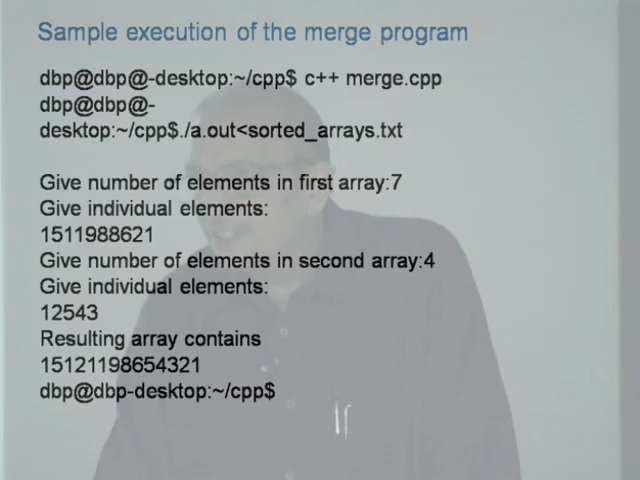 Sample execution of the merge program
dbp@dbp@-desktop:~/cpp$ c++ merge.cpp
dbp@dbp@-
desktop:~/cpp$./a.out<sorted_arrays.txt
Give number of elements in first array:7
Give individual elements:
1511988621
Give number of elements in second array:4
Give individual elements:
12543
Resulting array contains
15121198654321
dbp@dbp-desktop:~/cpp$